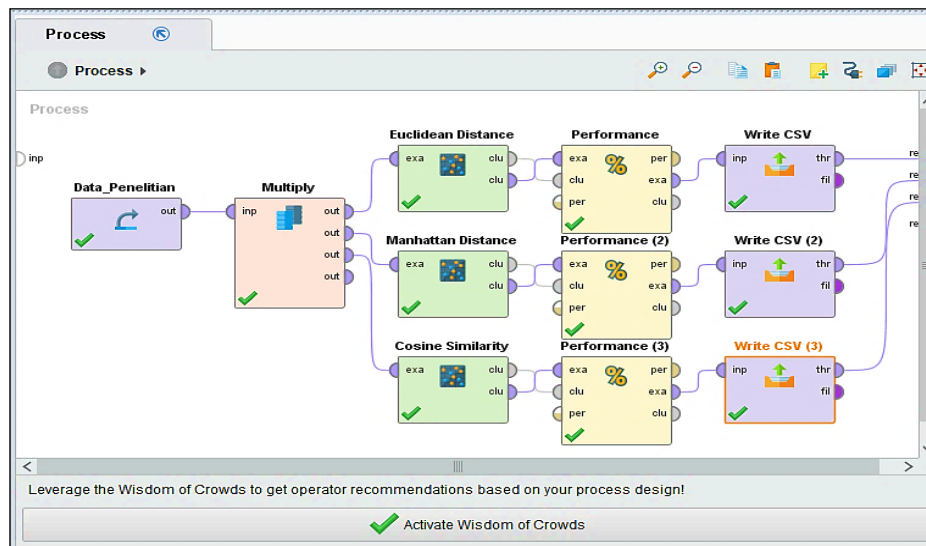 Process
Process
Process
inp
Euclidean Distance
exa clu
clu
Performance
exa per
clu exa
per clu
Write CSV
inp thr
fil
re
re
re
re
Data_Penelitian
out
Multiply
inp out
out
out
out
Manhattan Distance
exa clu
clu
Performance (2)
exa per
clu exa
per clu
Write CSV (2)
inp thr
fil
Cosine Similarity
exa clu
clu
Performance (3)
exa per
clu exa
per clu
Write CSV (3)
inp thr
fil
Leverage the Wisdom of Crowds to get operator recommendations based on your process design!
Activate Wisdom of Crowds